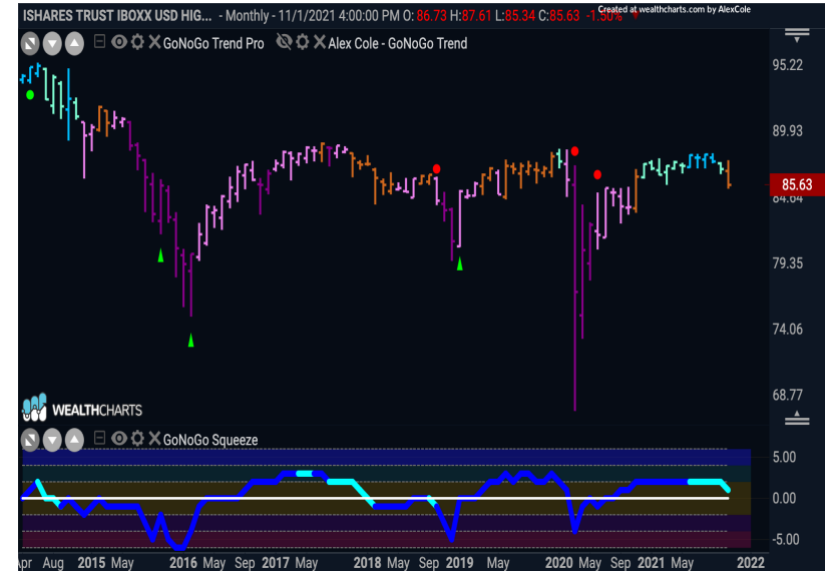 Created at wealthcharts.com by AlexCole
ISHARES TRUST IBOXX USD HIG... - Monthly - 11/1/2021 4:00:00 PM O: 86.73 H:87.61 L:85.34 C:85.63 -1.50%
GoNoGo Trend Pro Alex Cole - GoNoGo Trend
95.22
89.93
85.63
84.64
79.35
74.06
68.77
WEALTHCHARTS
GoNoGo Squeeze
5.00
0.00
-5.00
Apr Aug 2015 May 2016 May Sep 2017 May 2018 May Sep 2019 May 2020 May Sep 2021 May 2022